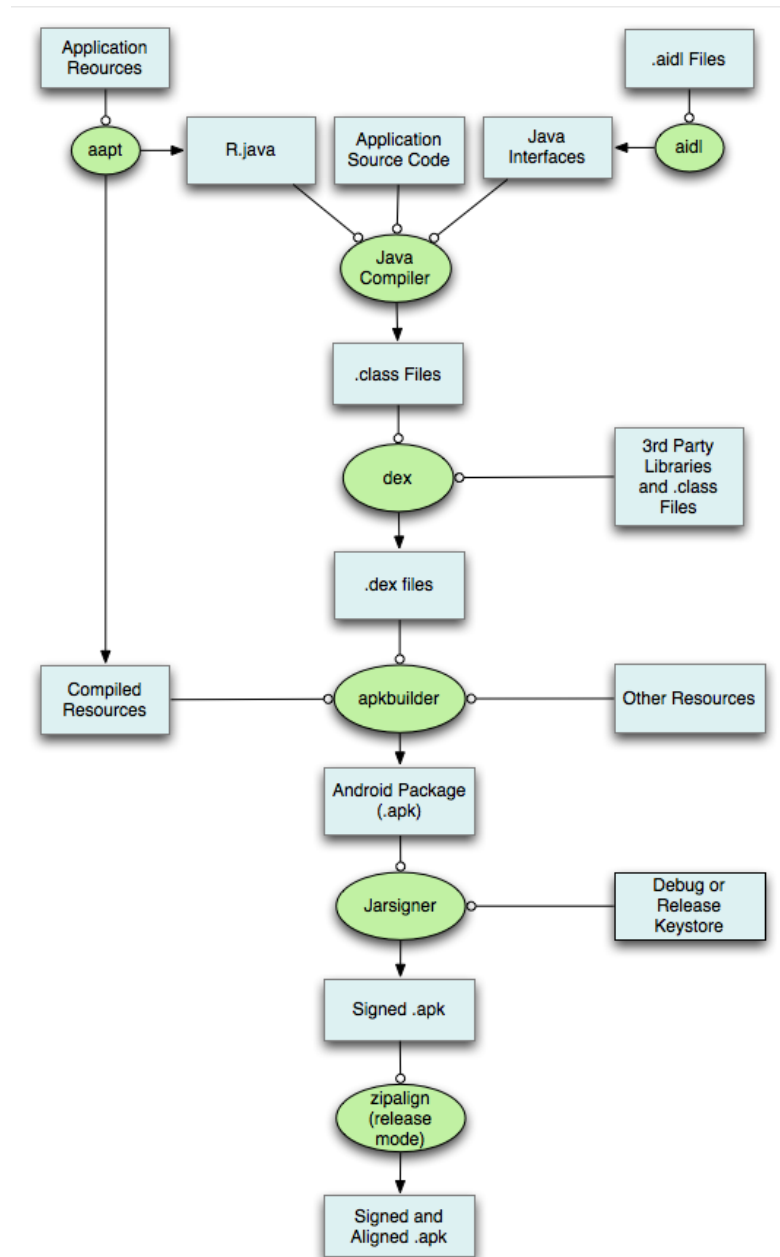 Application
Reources
.aidl Files
aapt
R.java
Application
Source Code
Java
Interfaces
aidl
Java
Compiler
.class Files
dex
3rd Party
Libraries
and .class
Files
.dex files
Compiled
Resources
apkbuilder
Other Resources
Android Package
(.apk)
Jarsigner
Debug or
Release
Keystore
Signed .apk
zipalign
(release
mode)
Signed and
Aligned .apk